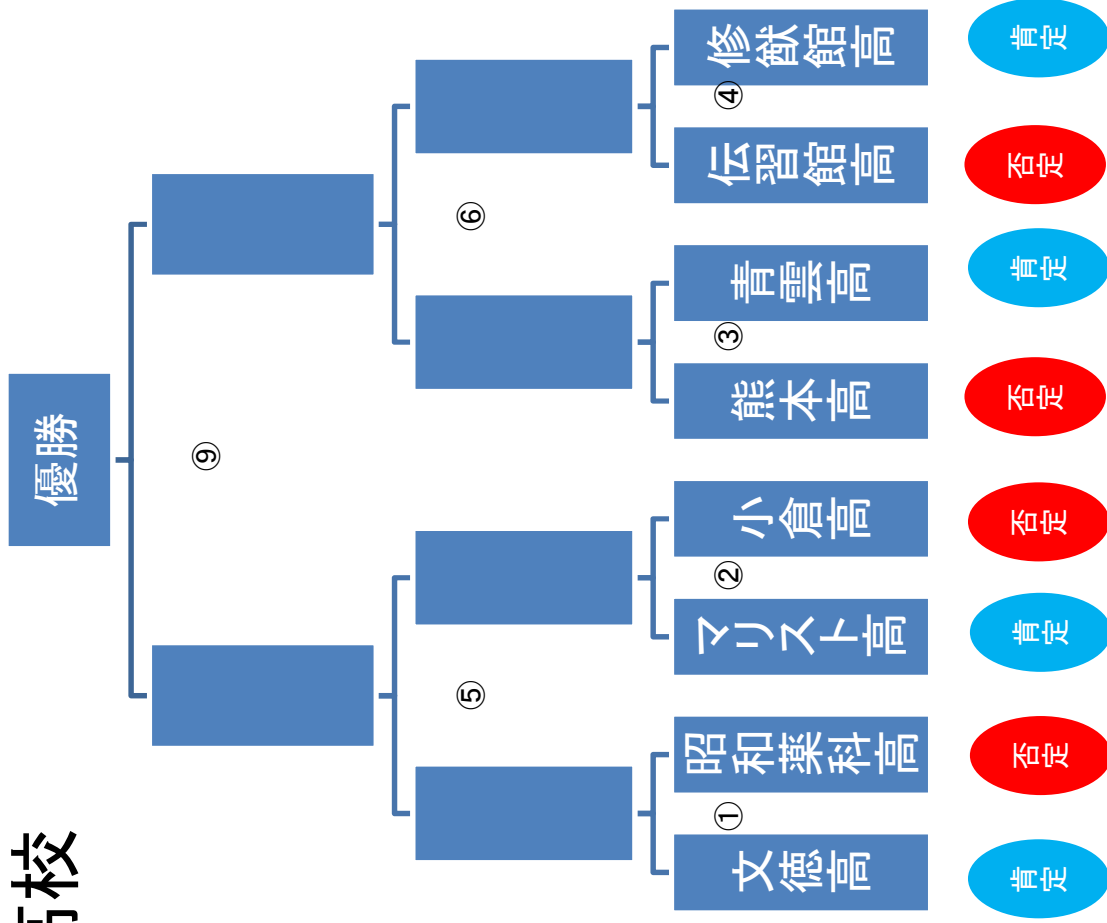 高校
優勝
⑨
⑤
⑥
①
②
③
④
文徳高
昭和薬科高
マリスト高
小倉高
熊本高
青雲高
伝習館高
修猷館高
肯定
否定
肯定
否定
否定
肯定
否定
肯定